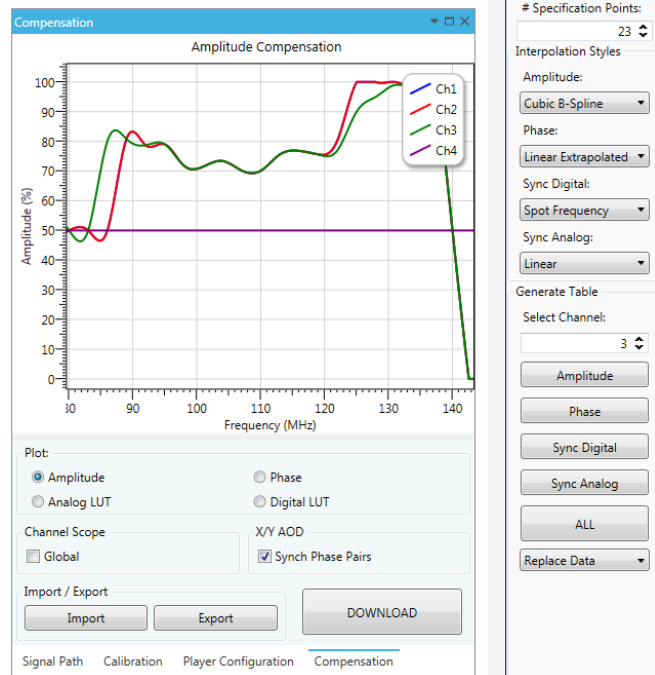 Compensation
Amplitude Compensation
Ch1
Ch2
Ch3
Ch4
Amplitude (%)
100
90
80
70
60
50
40
30
20
10
0
30 90 100 110 120 130 140
Frequency (MHz)
Plot:
Amplitude Phase
Analog LUT Digital LUT
Channel Scope X/Y AOD
Global Synch Phase Pairs
Import / Export
Import Export DOWNLOAD
Signal Path Calibration Player Configuration Compensation
# Specification Points:
23
Interpolation Styles
Amplitude:
Cubic B-Spline
Phase:
Linear Extrapolated
Sync Digital:
Spot Frequency
Sync Analog:
Linear
Generate Table
Select Channel:
3
Amplitude
Phase
Sync Digital
Sync Analog
ALL
Replace Data